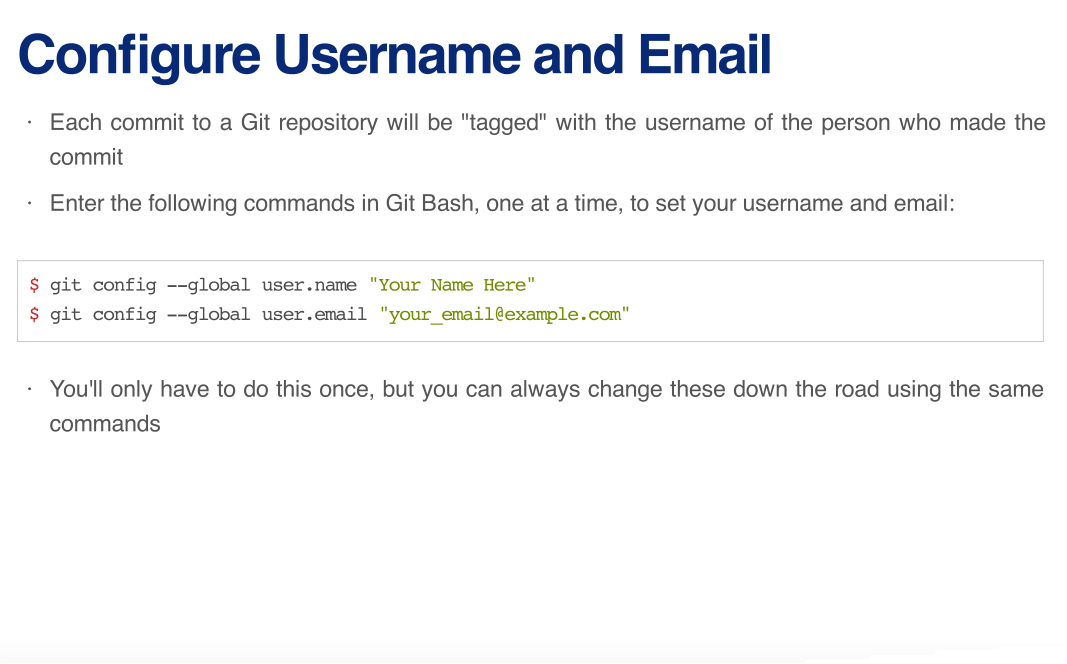 Configure Username and Email
· Each commit to a Git repository will be "tagged" with the username of the person who made the
commit
· Enter the following commands in Git Bash, one at a time, to set your username and email:
$ git config --global user.name "Your Name Here"
$ git config --global user.email "your_email@example.com"
· You'll only have to do this once, but you can always change these down the road using the same
commands